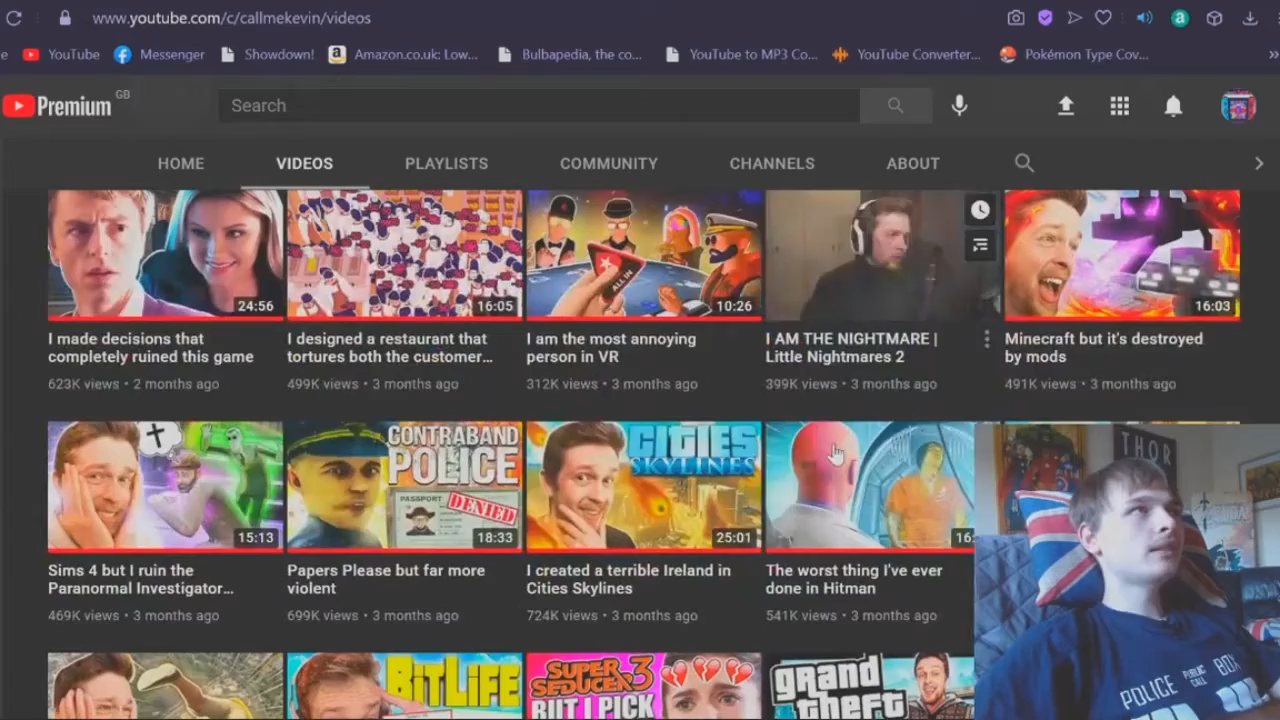 www.youtube.com/c/callmekevin/videos
e YouTube Messenger Showdown! Amazon.co.uk: Low... Bulbapedia, the co... YouTube to MP3 Co... YouTube Converter... Pokémon Type Cov... »
Premium GB
Search
HOME VIDEOS PLAYLISTS COMMUNITY CHANNELS ABOUT
ALL IN
24:56 16:05 10:26 16:03
I made decisions that
completely ruined this game
623K views • 2 months ago
I designed a restaurant that
tortures both the customer...
499K views • 3 months ago
I am the most annoying
person in VR
312K views • 3 months ago
I AM THE NIGHTMARE |
Little Nightmares 2
399K views • 3 months ago
Minecraft but it's destroyed
by mods
491K views • 3 months ago
CONTRABAND
POLICE
PASSPORT
DENIED
CITIES
SKYLINES
15:13 18:33 25:01 16:
Sims 4 but I ruin the
Paranormal Investigator...
469K views • 3 months ago
Papers Please but far more
violent
699K views • 3 months ago
I created a terrible Ireland in
Cities Skylines
724K views • 3 months ago
The worst thing I've ever
done in Hitman
541K views • 3 months ago
BITLIFE
SUPER
SEDUCER 3
BUT I PICK
grand
theft
THOR
POLICE PUBLIC CALL BOX